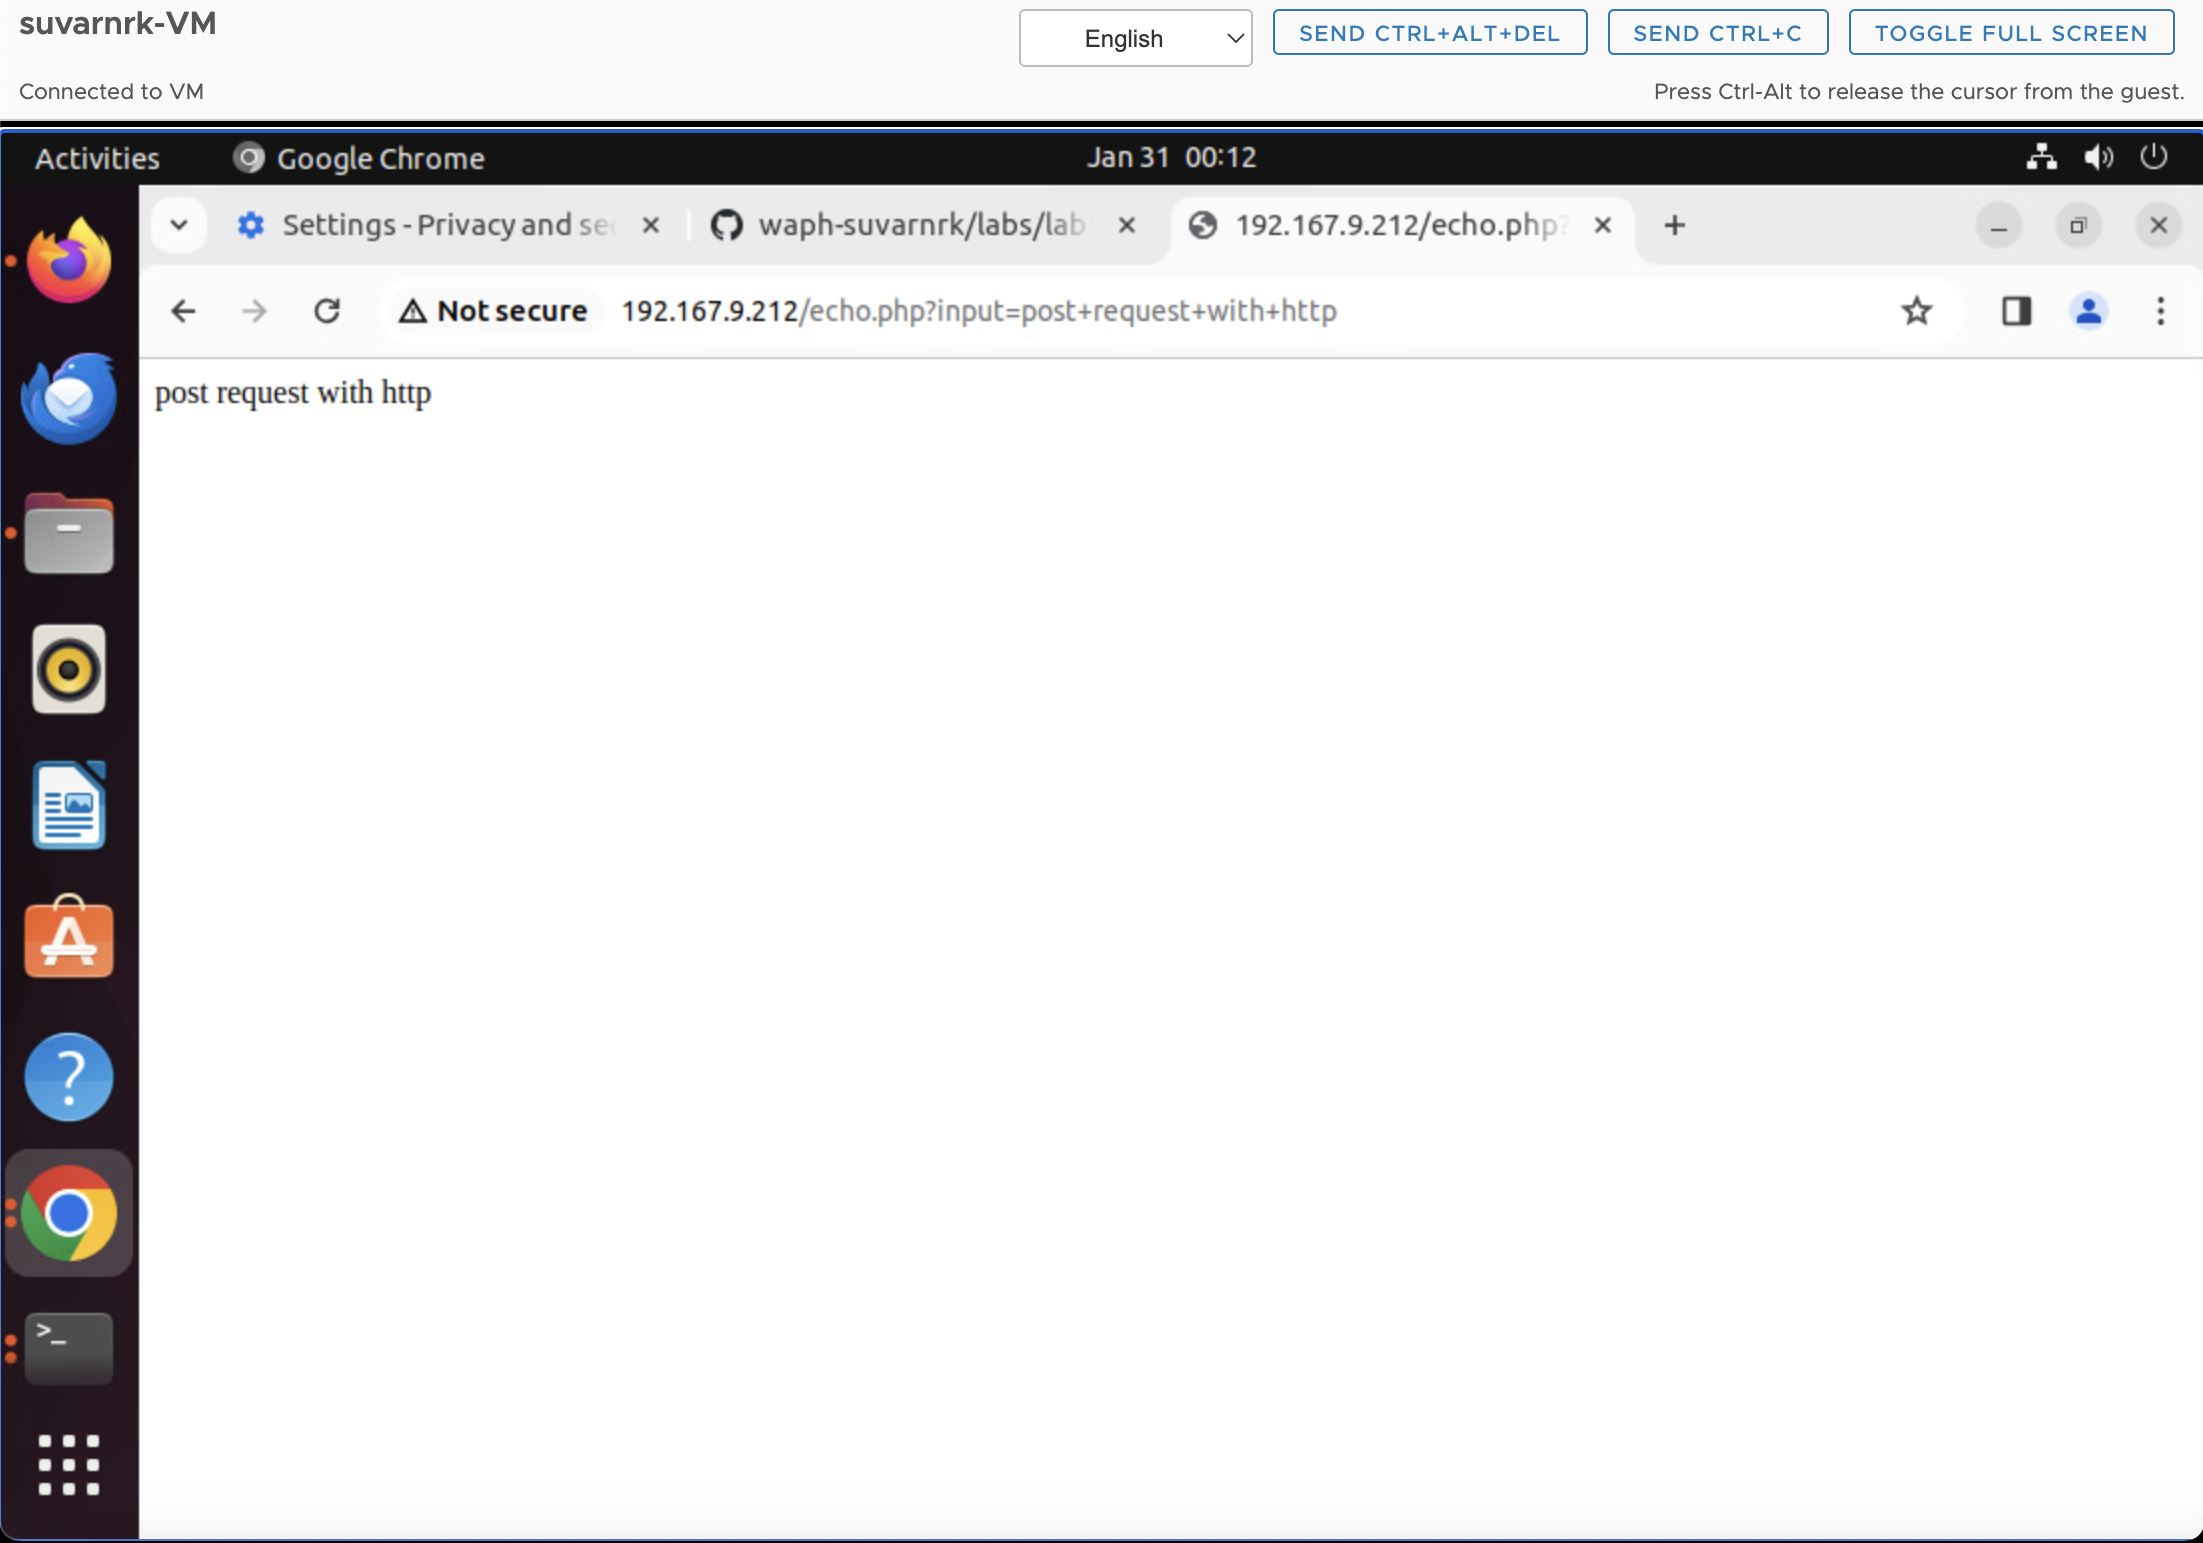 suvarnrk-VM
English
SEND CTRL+ALT+DEL
SEND CTRL+C
TOGGLE FULL SCREEN
Connected to VM
Press Ctrl-Alt to release the cursor from the guest.
Activities
Google Chrome
Jan 31 00:12
Settings - Privacy and sec
waph-suvarnrk/labs/lab
192.167.9.212/echo.php?
Not secure
192.167.9.212/echo.php?input=post+request+with+http
post request with http